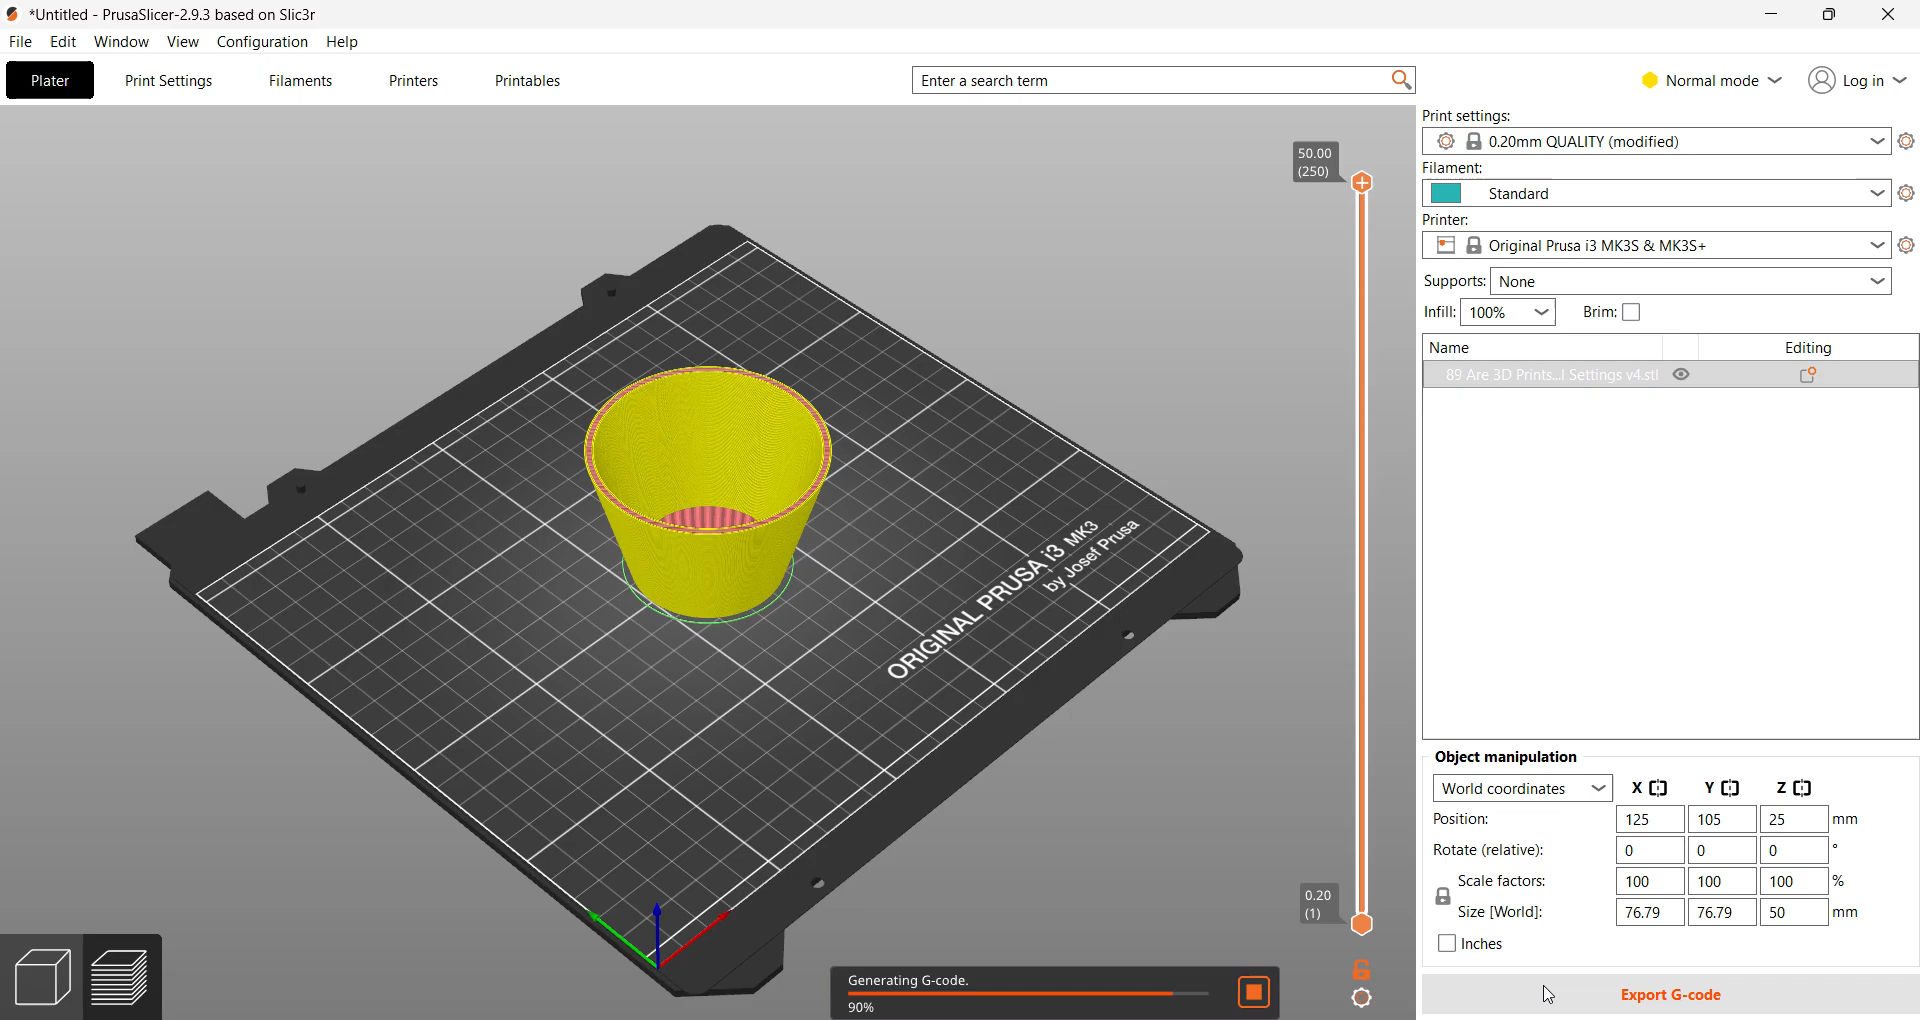 *Untitled - PrusaSlicer-2.9.3 based on Slic3r
File Edit Window View Configuration Help
Plater Print Settings Filaments Printers Printables Enter a search term Normal mode Log in
Print settings:
0.20mm QUALITY (modified)
Filament:
Standard
Printer:
Original Prusa i3 MK3S & MK3S+
Supports: None
Infill: 100% Brim:
Name Editing
89 Are 3D Prints...l Settings v4.stl
50.00
(250)
ORIGINAL PRUSA i3 MK3
by Josef Prusa
0.20
(1)
Object manipulation
World coordinates X Y Z
Position: 125 105 25 mm
Rotate (relative): 0 0 0 °
Scale factors: 100 100 100 %
Size [World]: 76.79 76.79 50 mm
Inches
Generating G-code.
90%
Export G-code